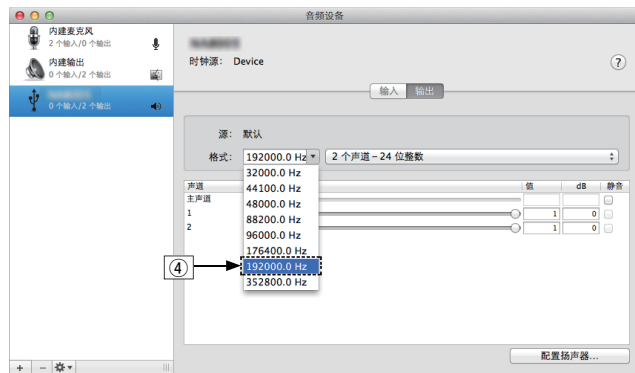 音频设备
内建麦克风
2 个输入/0 个输出
内建输出
0 个输入/2 个输出
0 个输入/2 个输出
时钟源： Device
?
输入 输出
源： 默认
格式： 192000.0 Hz 2 个声道－24 位整数
32000.0 Hz
44100.0 Hz
48000.0 Hz
88200.0 Hz
96000.0 Hz
176400.0 Hz
192000.0 Hz
352800.0 Hz
声道 值 dB 静音
主声道
1 1 0
2 1 0
④
配置扬声器...
+ −